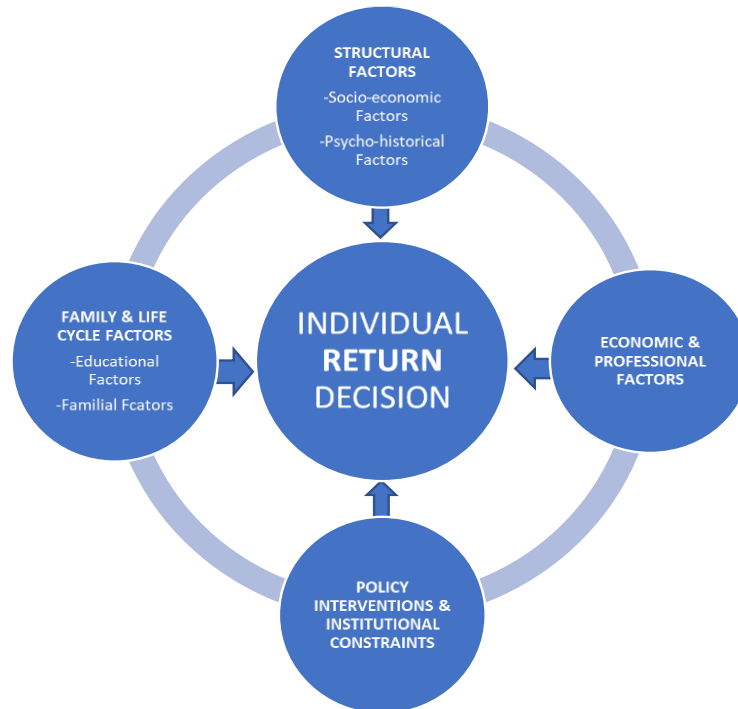 STRUCTURAL
FACTORS
-Socio-economic
Factors
-Psycho-historical
Factors
FAMILY & LIFE
CYCLE FACTORS
-Educational
Factors
-Familial Fcators
INDIVIDUAL
RETURN
DECISION
ECONOMIC &
PROFESSIONAL
FACTORS
POLICY
INTERVENTIONS &
INSTITUTIONAL
CONSTRAINTS